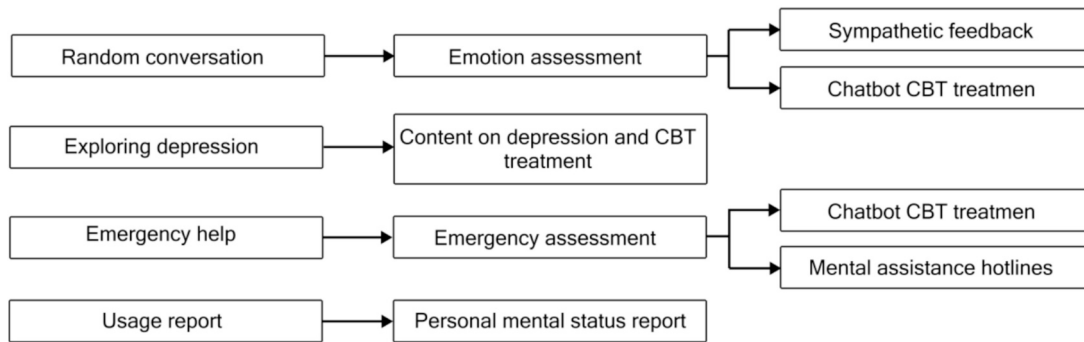 Random conversation
Emotion assessment
Sympathetic feedback
Chatbot CBT treatmen
Exploring depression
Content on depression and CBT
treatment
Emergency help
Emergency assessment
Chatbot CBT treatmen
Mental assistance hotlines
Usage report
Personal mental status report